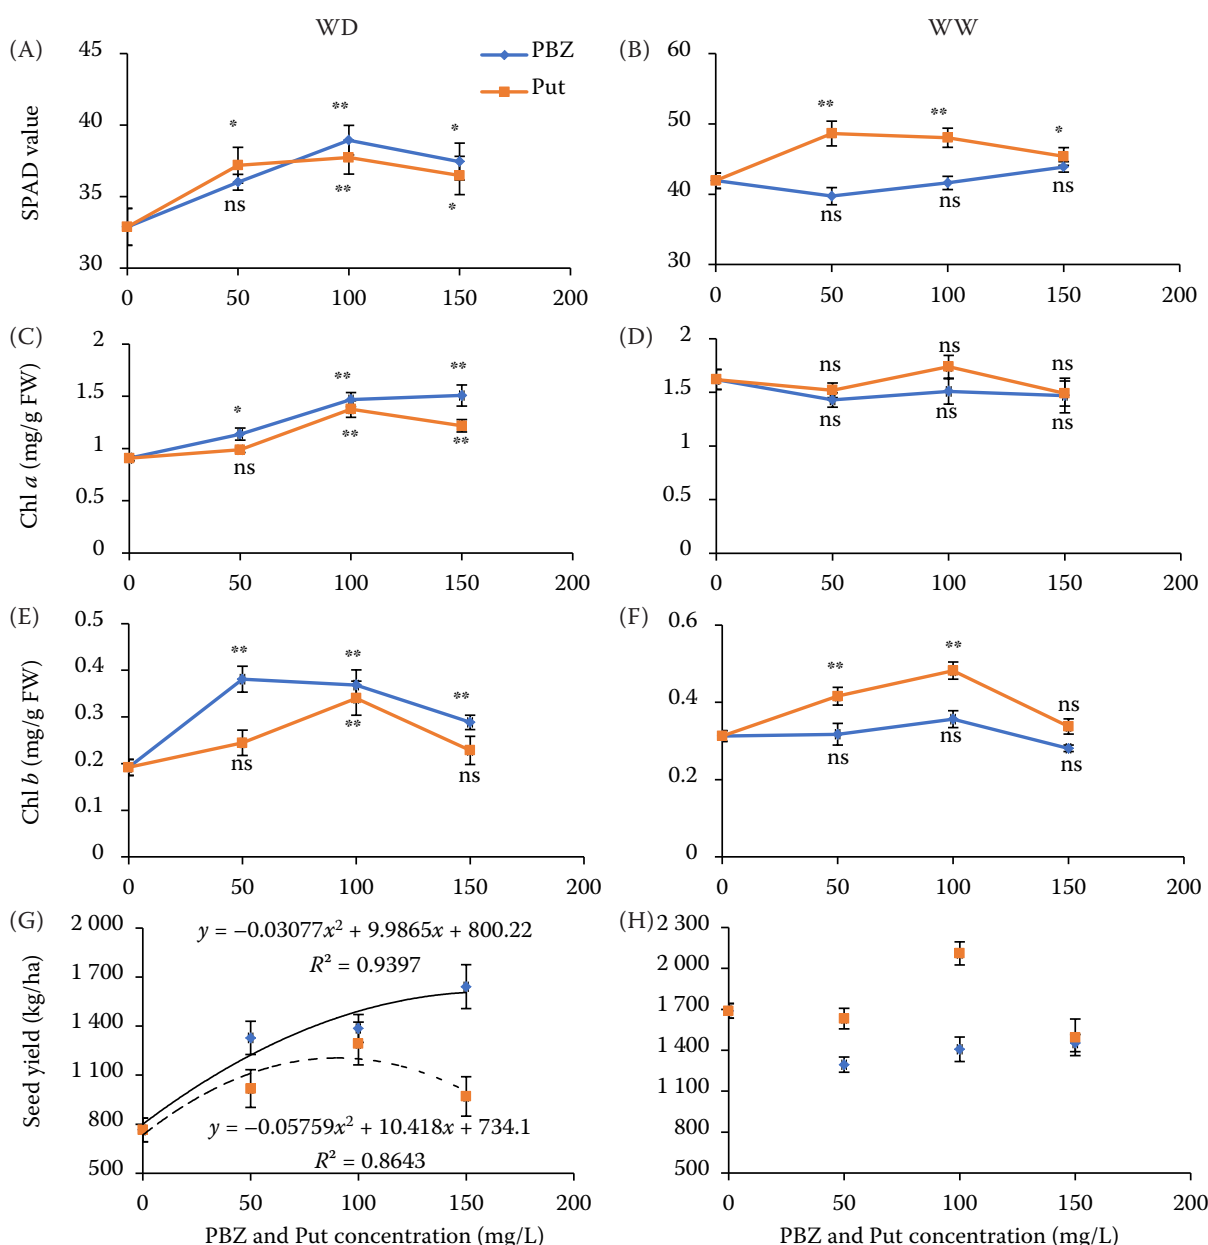 WD
WW
(A)
45
40
35
30
SPAD value
PBZ
Put
*
**
*
ns
**
*
0
50
100
150
200
(B)
60
50
40
30
**
**
*
ns
ns
ns
0
50
100
150
200
(C)
2
1.5
1
0.5
0
Chl a (mg/g FW)
*
**
**
ns
**
**
0
50
100
150
200
(D)
2
1.5
1
0.5
0
ns
ns
ns
ns
ns
ns
0
50
100
150
200
(E)
0.5
0.4
0.3
0.2
0.1
0
Chl b (mg/g FW)
**
**
**
ns
**
ns
0
50
100
150
200
(F)
0.6
0.4
0.2
0
**
**
ns
ns
ns
ns
0
50
100
150
200
(G)
2 000
1 700
1 400
1 100
800
500
Seed yield (kg/ha)
y = −0.03077x² + 9.9865x + 800.22
R² = 0.9397
y = −0.05759x² + 10.418x + 734.1
R² = 0.8643
0
50
100
150
200
PBZ and Put concentration (mg/L)
(H)
2 300
2 000
1 700
1 400
1 100
800
500
0
50
100
150
200
PBZ and Put concentration (mg/L)